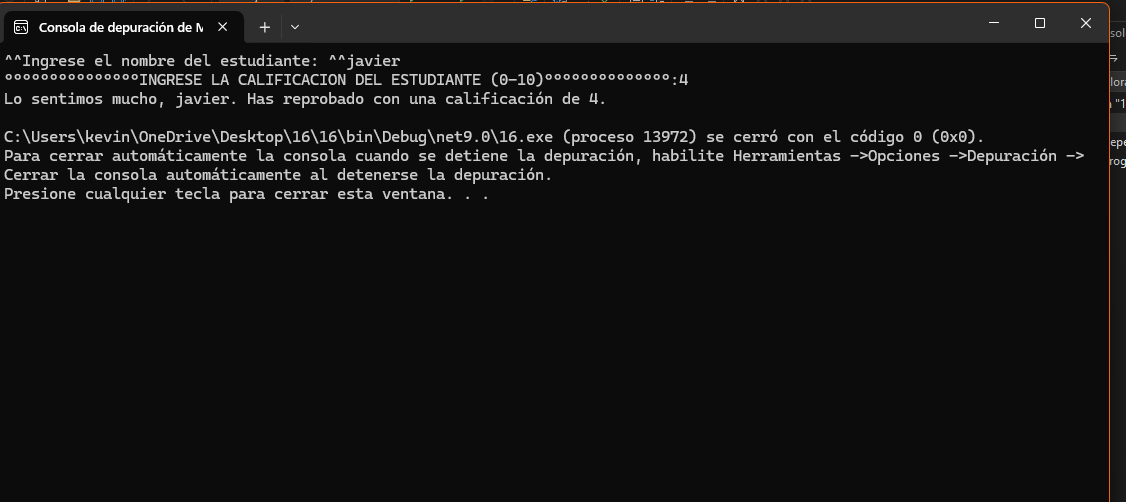 Consola de depuración de M
^^Ingrese el nombre del estudiante: ^^javier
°°°°°°°°°°°°°°°INGRESE LA CALIFICACION DEL ESTUDIANTE (0-10)°°°°°°°°°°°°°°:4
Lo sentimos mucho, javier. Has reprobado con una calificación de 4.
C:\Users\kevin\OneDrive\Desktop\16\16\bin\Debug\net9.0\16.exe (proceso 13972) se cerró con el código 0 (0x0).
Para cerrar automáticamente la consola cuando se detiene la depuración, habilite Herramientas ->Opciones ->Depuración ->
Cerrar la consola automáticamente al detenerse la depuración.
Presione cualquier tecla para cerrar esta ventana. . .